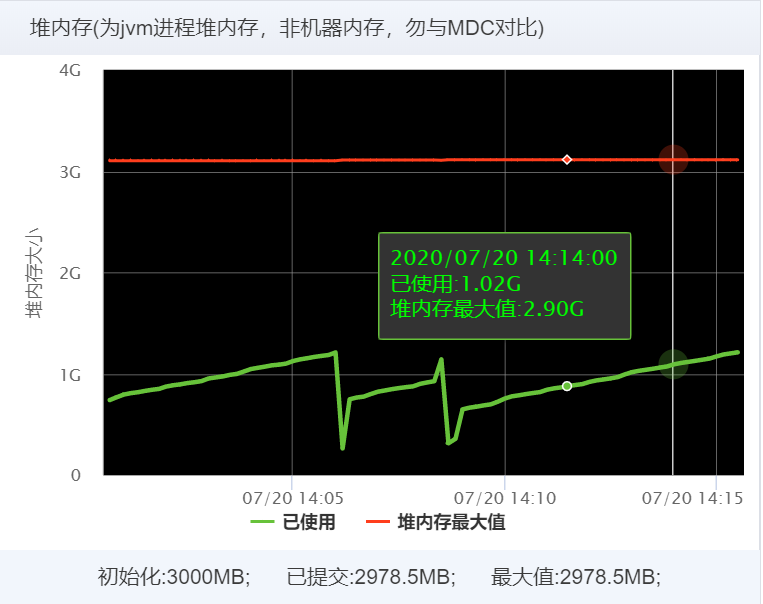 堆内存(为jvm进程堆内存，非机器内存，勿与MDC对比)
4G
3G
2G
1G
0
堆内存大小
2020/07/20 14:14:00
已使用:1.02G
堆内存最大值:2.90G
07/20 14:05
07/20 14:10
07/20 14:15
已使用
堆内存最大值
初始化:3000MB; 已提交:2978.5MB; 最大值:2978.5MB;